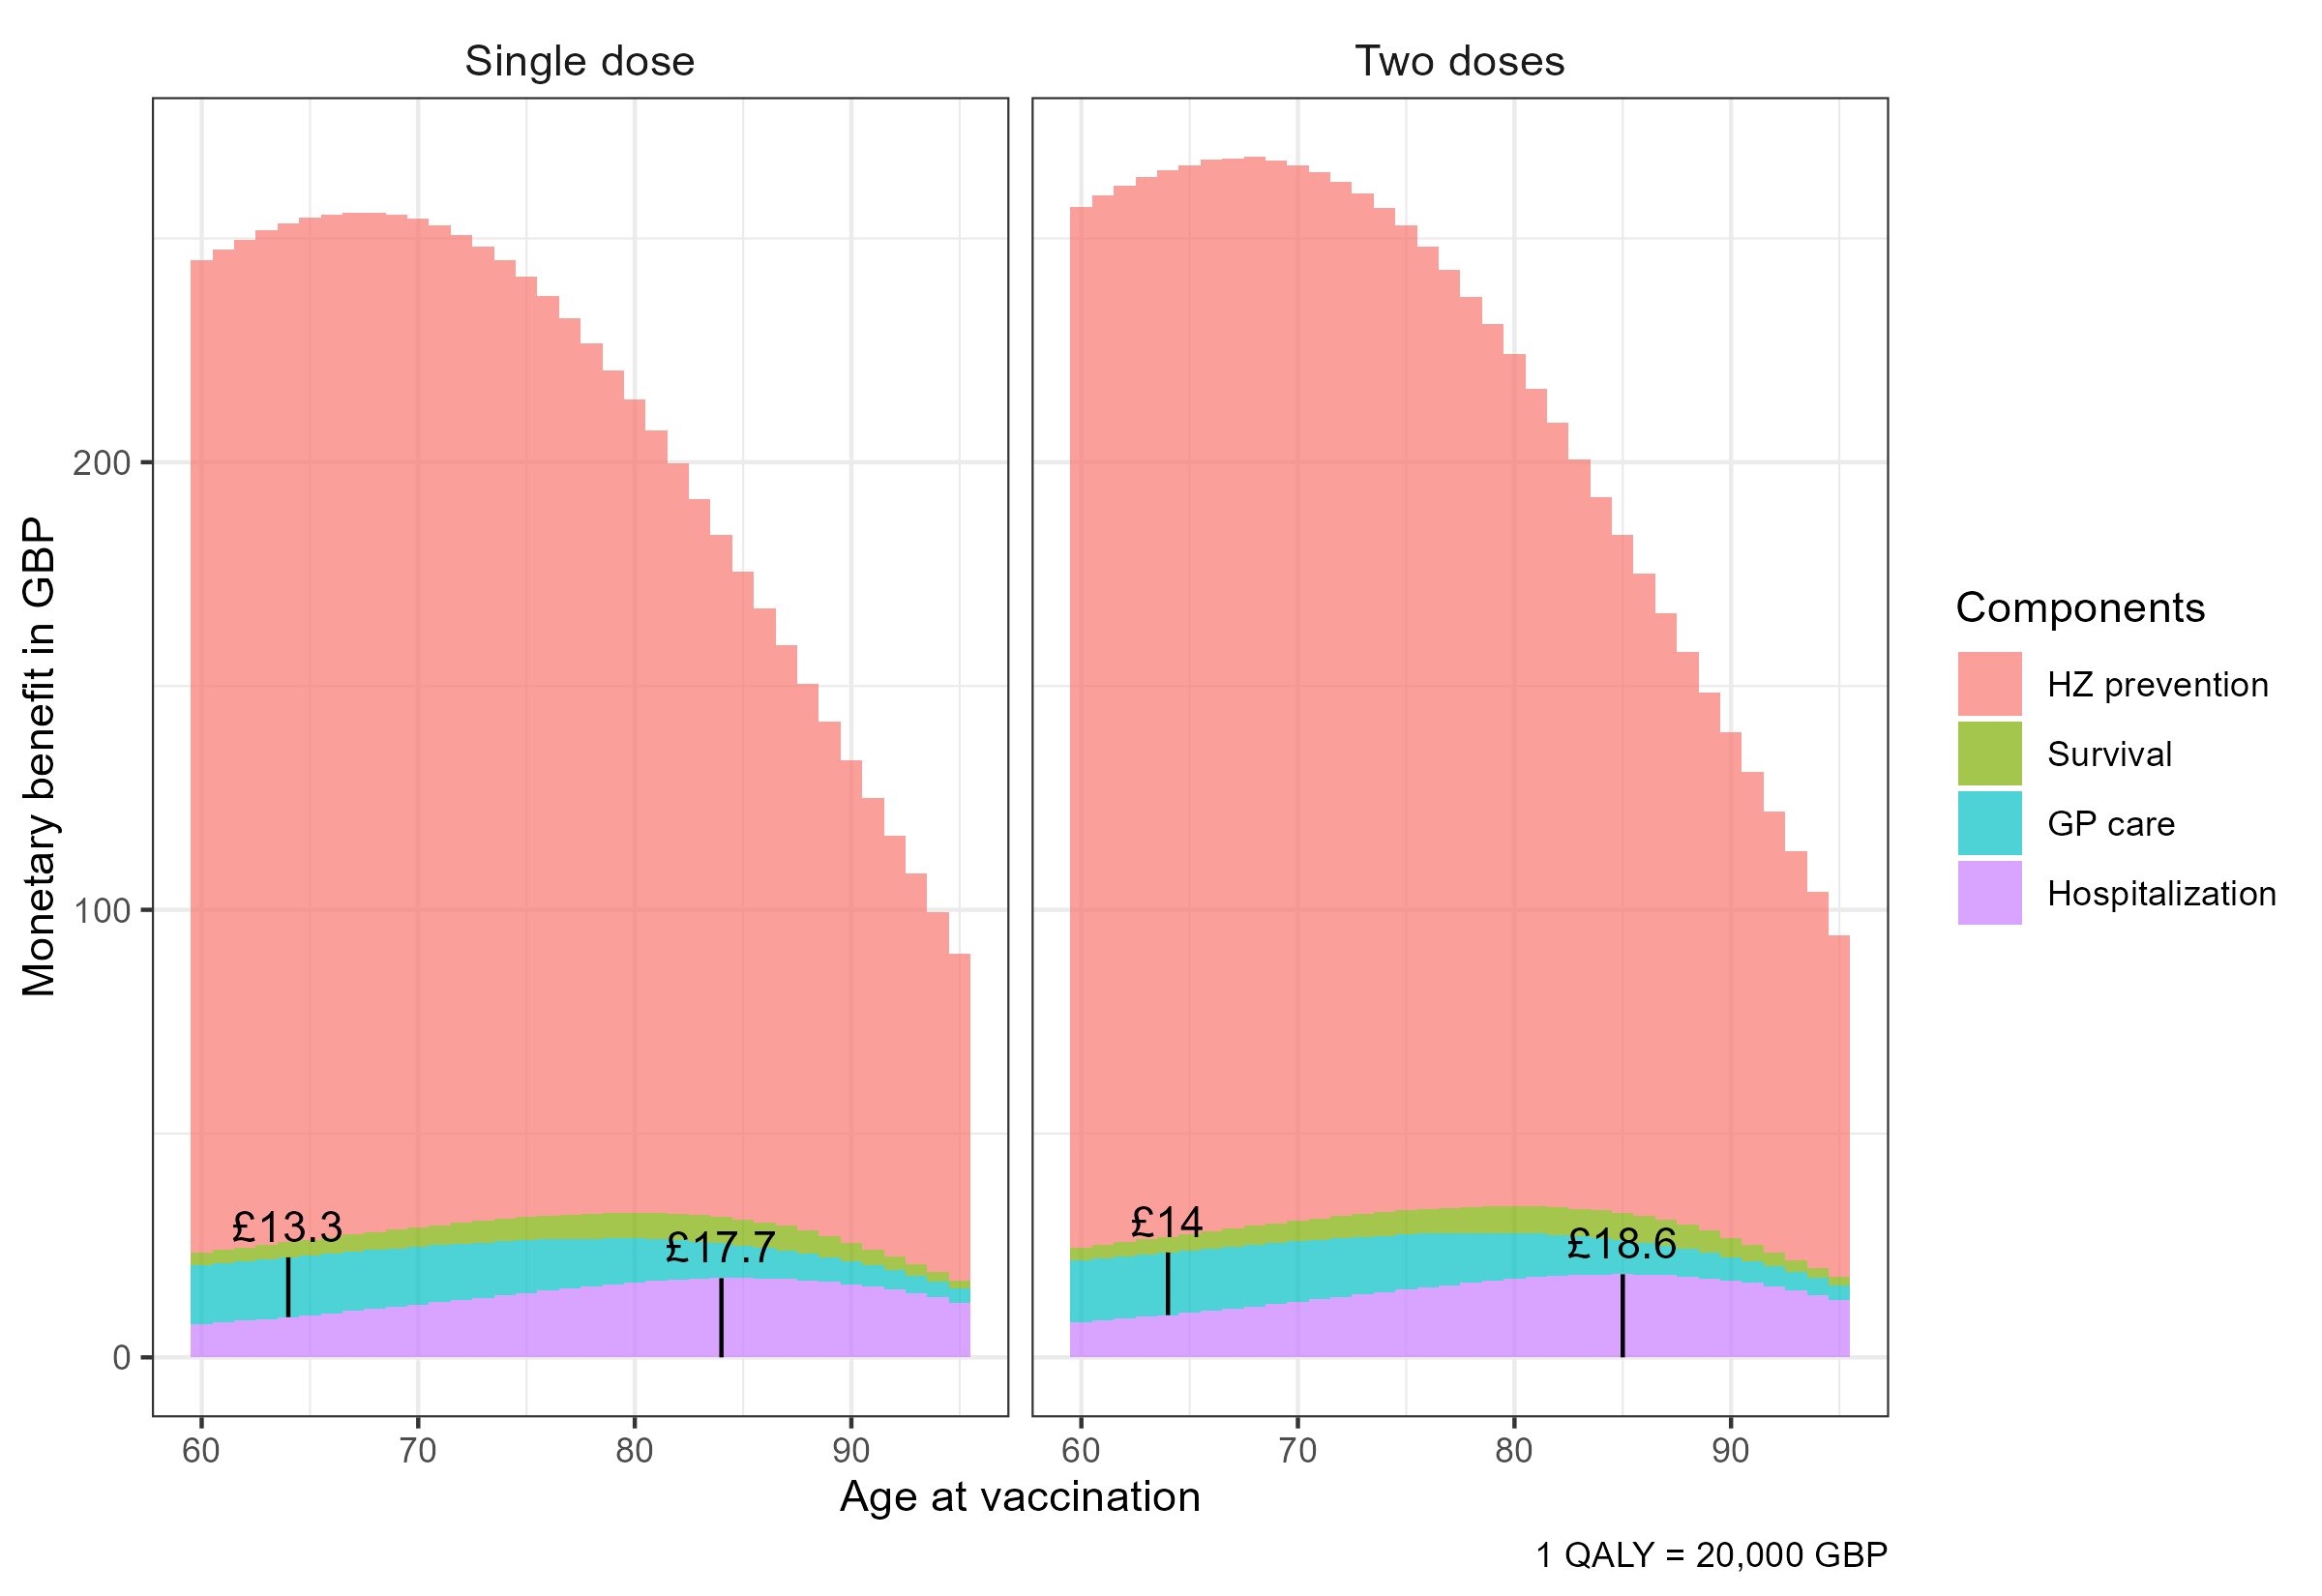 Single dose
Two doses
Monetary benefit in GBP
200
100
0
£13.3
£17.7
£14
£18.6
60 70 80 90
60 70 80 90
Age at vaccination
1 QALY = 20,000 GBP
Components
HZ prevention
Survival
GP care
Hospitalization